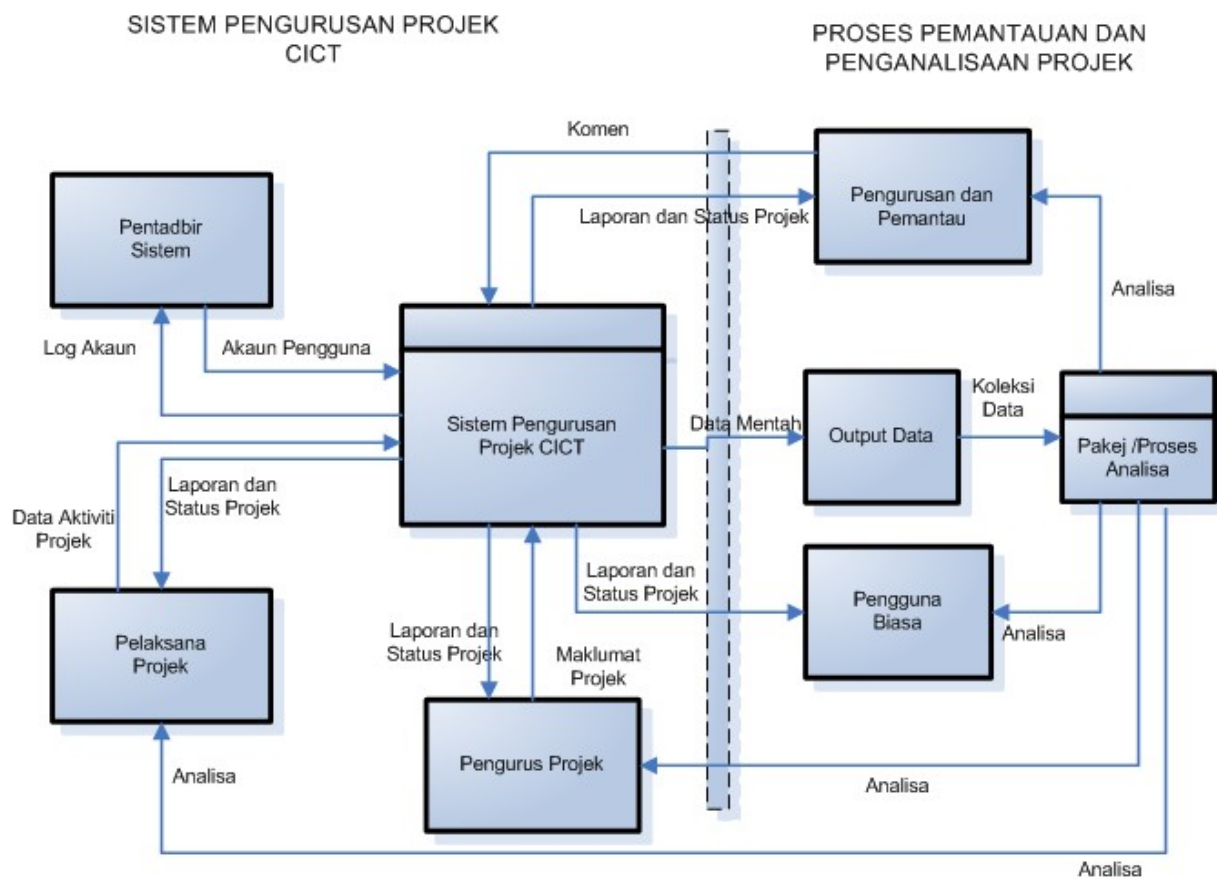 SISTEM PENGURUSAN PROJEK
CICT
PROSES PEMANTAUAN DAN
PENGANALISAAN PROJEK
Komen
Pentadbir
Sistem
Laporan dan Status Projek
Pengurusan dan
Pemantau
Analisa
Log Akaun
Akaun Pengguna
Sistem Pengurusan
Projek CICT
Data Mentah
Output Data
Koleksi
Data
Pakej /Proses
Analisa
Laporan dan
Status Projek
Data Aktiviti
Projek
Laporan dan
Status Projek
Pengguna
Biasa
Analisa
Pelaksana
Projek
Laporan dan
Status Projek
Maklumat
Projek
Pengurus Projek
Analisa
Analisa
Analisa